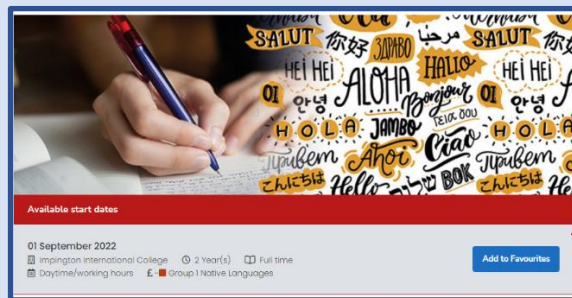 SALUT 你好 ЗДРАВО مرحبا SALUT
HEI HEI ALOHA HALLO HEI HEI
OI 안녕 Bonjour OI 안녕
ΓΕΙΑ ΣΟΥ
HOLA JAMBO Ciao HOLA
Привет Ahoj Привет
こんにちは Hello שלום BOK こんにちは Hello
Available start dates
01 September 2022
Impington International College 2 Year(s) Full time
Daytime/working hours £ - Group 1 Native Languages
Add to Favourites